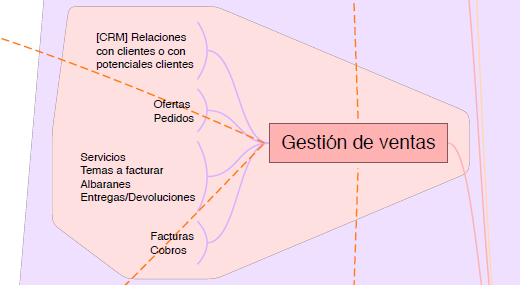 [CRM] Relaciones
con clientes o con
potenciales clientes
Ofertas
Pedidos
Gestión de ventas
Servicios
Temas a facturar
Albaranes
Entregas/Devoluciones
Facturas
Cobros